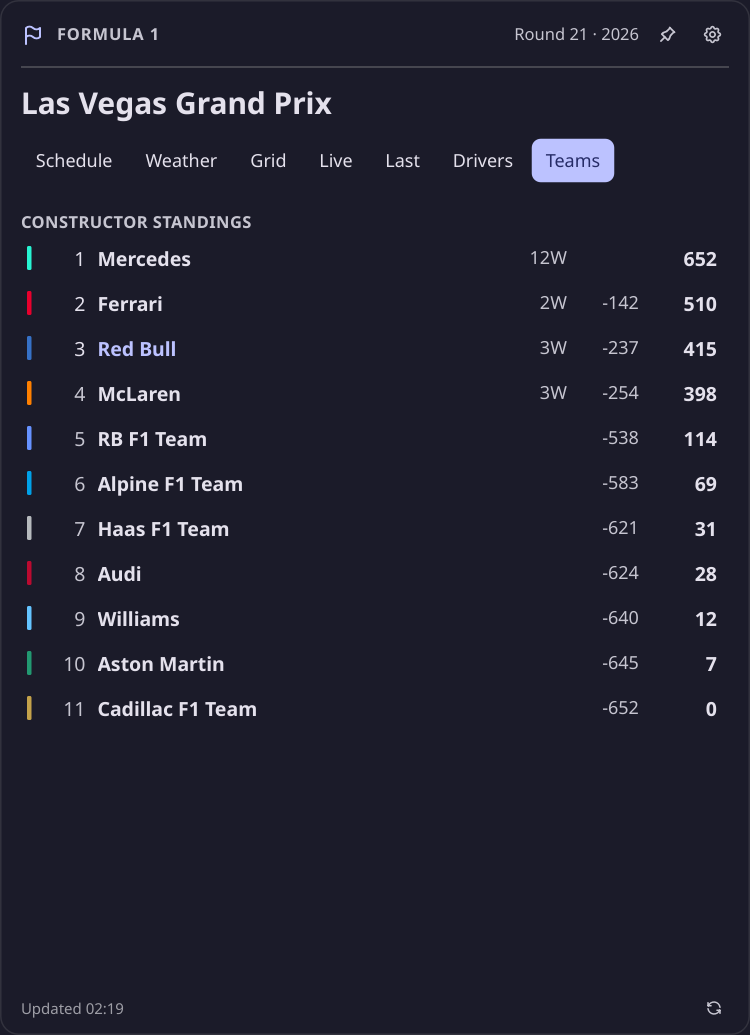 FORMULA 1 Round 21 · 2026
Las Vegas Grand Prix
Schedule Weather Grid Live Last Drivers Teams
CONSTRUCTOR STANDINGS
1 Mercedes 12W 652
2 Ferrari 2W -142 510
3 Red Bull 3W -237 415
4 McLaren 3W -254 398
5 RB F1 Team -538 114
6 Alpine F1 Team -583 69
7 Haas F1 Team -621 31
8 Audi -624 28
9 Williams -640 12
10 Aston Martin -645 7
11 Cadillac F1 Team -652 0
Updated 02:19